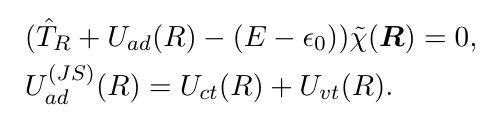 (T̂_R + U_{ad}(R) − (E − ϵ_0))χ̃(𝑹) = 0,
U_{ad}^{(JS)}(R) = U_{ct}(R) + U_{vt}(R).